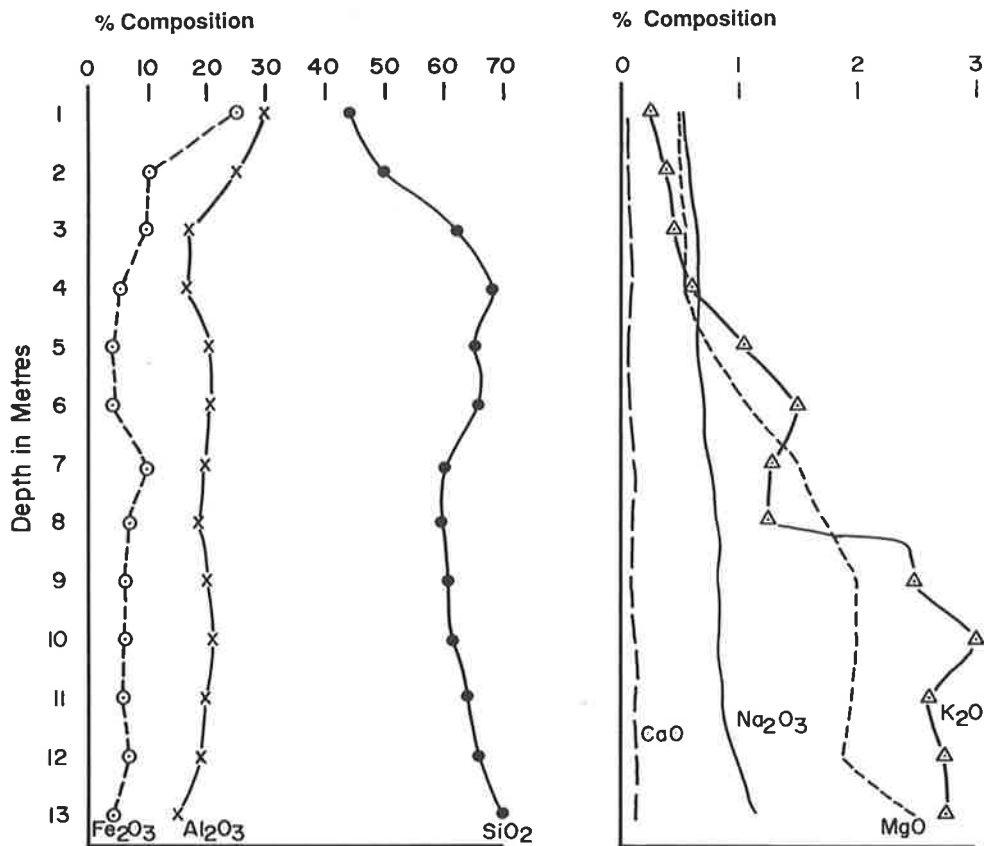 % Composition
0 10 20 30 40 50 60 70
Depth in Metres
1
2
3
4
5
6
7
8
9
10
11
12
13
Fe2O3 Al2O3 SiO2
% Composition
0 1 2 3
CaO
Na2O3
K2O
MgO